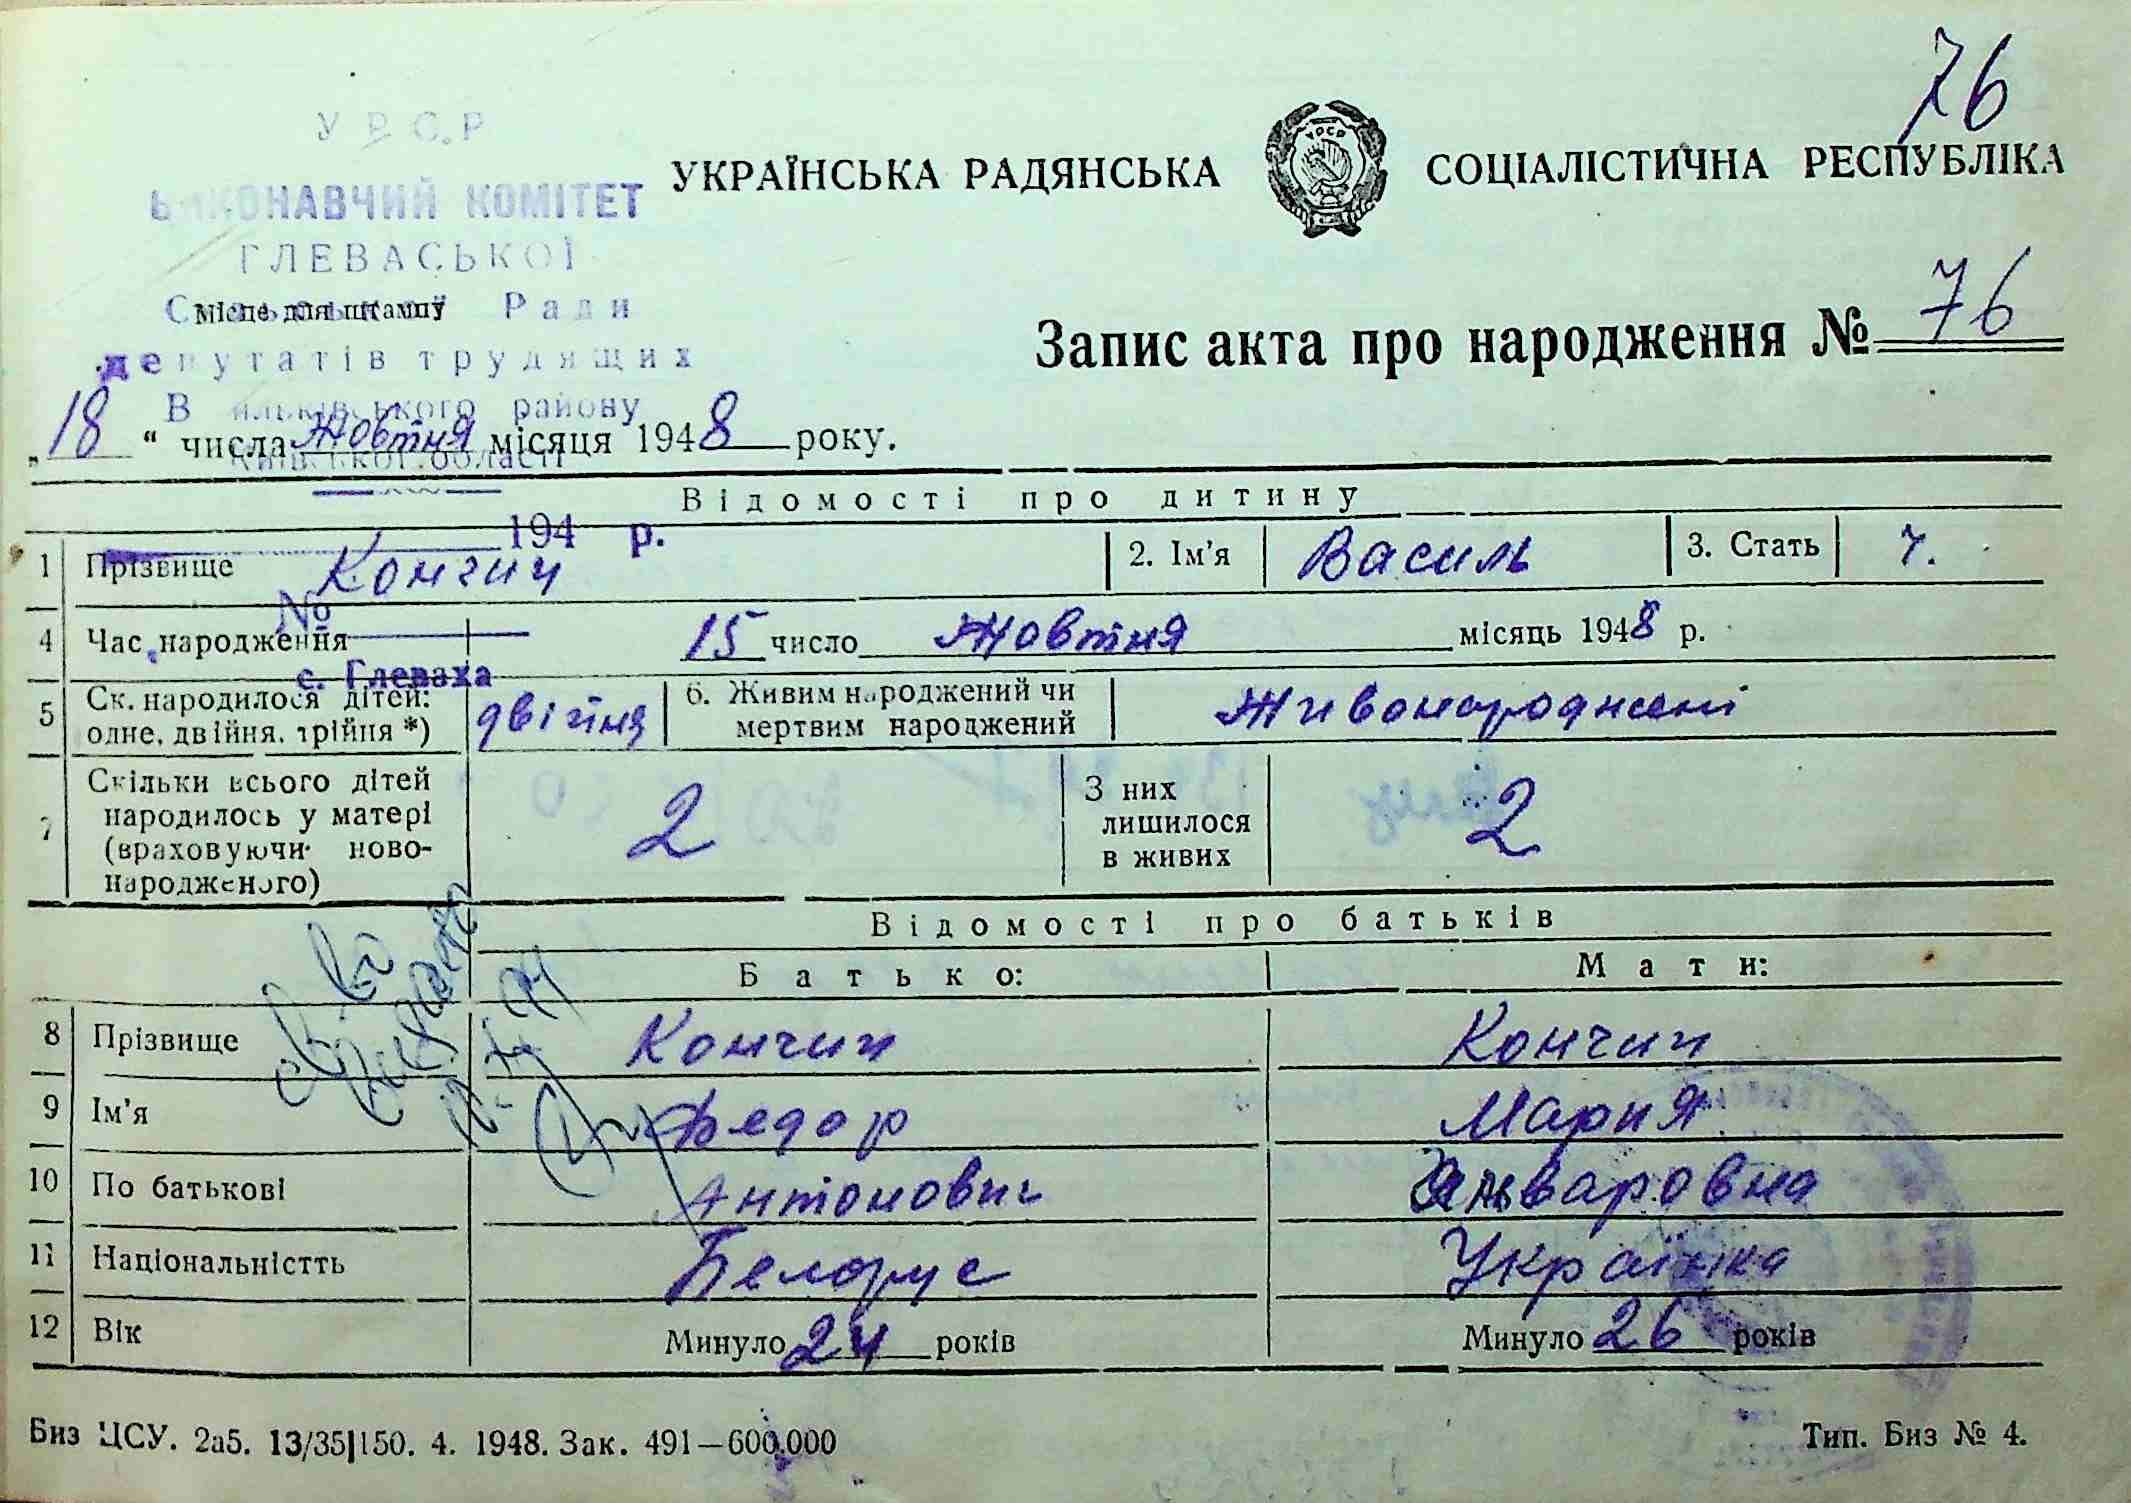 76
У Р С Р
ВИКОНАВЧИЙ КОМІТЕТ
ГЛЕВАСЬКОЇ
Сільської Ради
депутатів трудящих
Васильківського району
Київської області
194 р.
№
с. Глеваха
УКРАЇНСЬКА РАДЯНСЬКА СОЦІАЛІСТИЧНА РЕСПУБЛІКА
УРСР
Місце для штампу
Запис акта про народження № 76
„18“ числа Жовтня місяця 1948 року.
Відомості про дитину
1 Прізвище Кончиц 2. Ім’я Василь 3. Стать ч.
4 Час народження 15 число Жовтня місяць 1948 р.
5 Ск. народилося дітей: одне, двійня, трійня *) двійня 6. Живим народжений чи мертвим народжений Живонароджені
7 Скільки всього дітей народилось у матері (враховуючи новонародженого) 2 З них лишилося в живих 2
Відомості про батьків
Батько: Мати:
8 Прізвище Кончиц Кончиц
9 Ім’я Федор Мария
10 По батькові Антонович
11 Національністть Белорус Українка
12 Вік Минуло 24 років Минуло 26 років
Биз ЦСУ. 2а5. 13/35|150. 4. 1948. Зак. 491—600.000
Тип. Биз № 4.